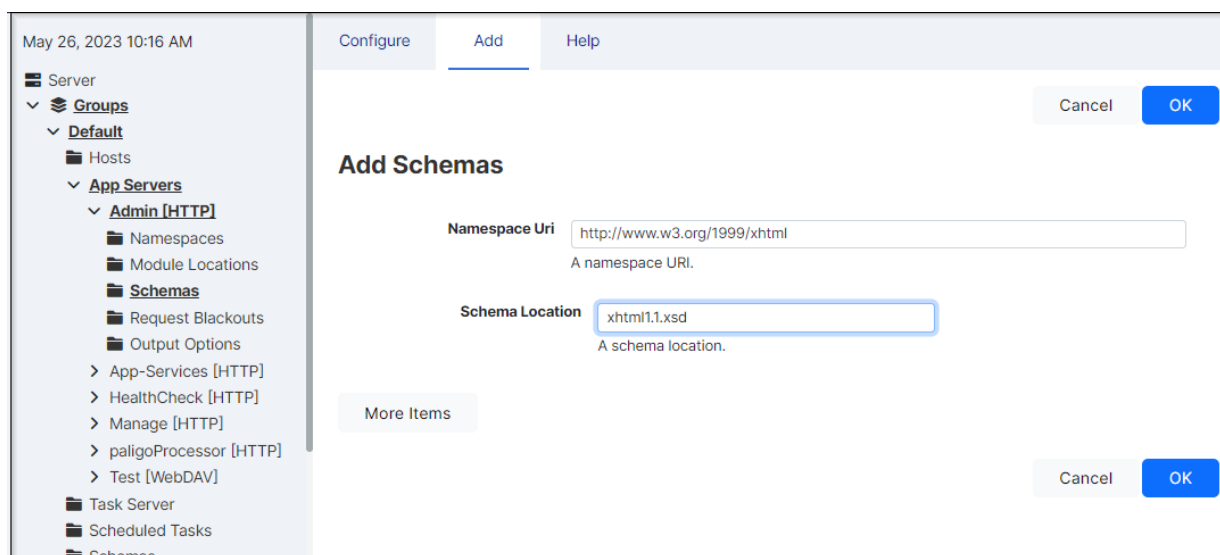 May 26, 2023 10:16 AM
Server
Groups
Default
Hosts
App Servers
Admin [HTTP]
Namespaces
Module Locations
Schemas
Request Blackouts
Output Options
App-Services [HTTP]
HealthCheck [HTTP]
Manage [HTTP]
paligoProcessor [HTTP]
Test [WebDAV]
Task Server
Scheduled Tasks
Schemas
Configure Add Help
Cancel OK
Add Schemas
Namespace Uri http://www.w3.org/1999/xhtml
A namespace URI.
Schema Location xhtml1.1.xsd
A schema location.
More Items
Cancel OK